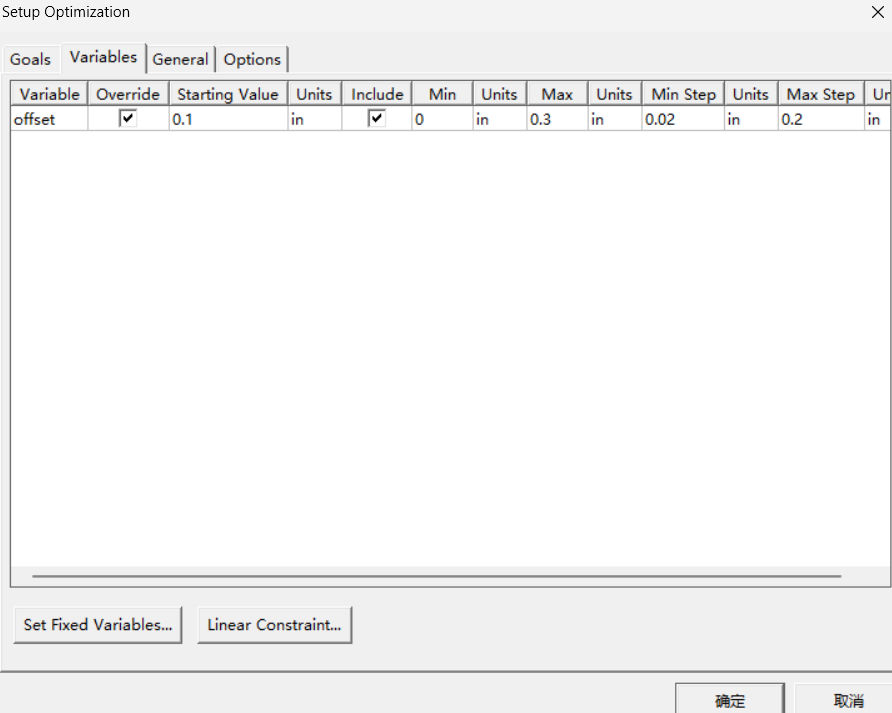 Setup Optimization
Goals Variables General Options
Variable Override Starting Value Units Include Min Units Max Units Min Step Units Max Step Un
offset 0.1 in 0 in 0.3 in 0.02 in 0.2 in
Set Fixed Variables... Linear Constraint...
确定 取消